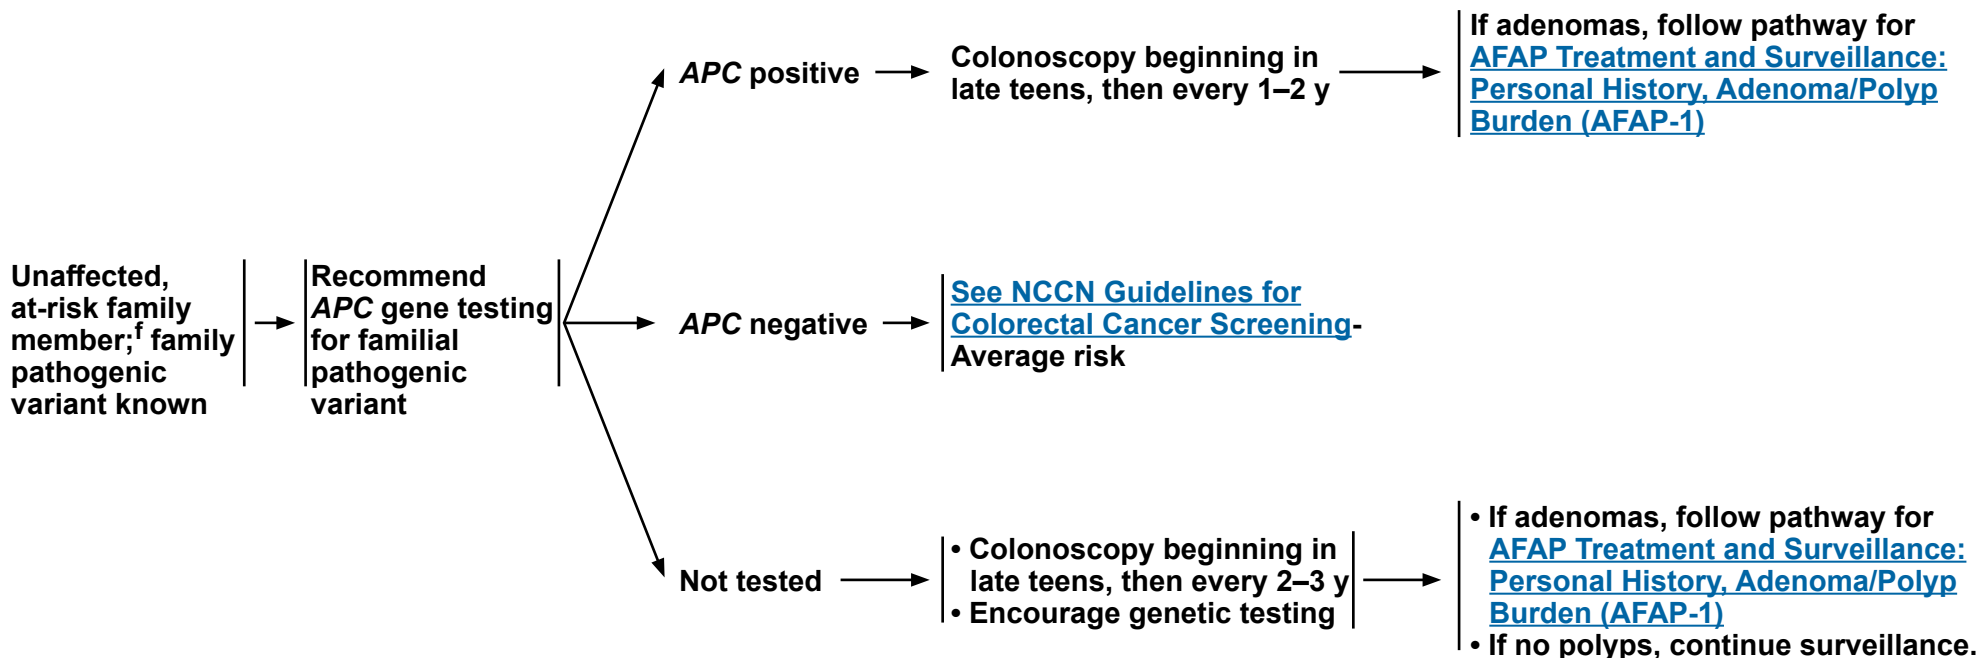 Unaffected,
at-risk family
member;f family
pathogenic
variant known
Recommend
APC gene testing
for familial
pathogenic
variant
APC positive
Colonoscopy beginning in
late teens, then every 1–2 y
If adenomas, follow pathway for
AFAP Treatment and Surveillance:
Personal History, Adenoma/Polyp
Burden (AFAP-1)
APC negative
See NCCN Guidelines for
Colorectal Cancer Screening-
Average risk
Not tested
• Colonoscopy beginning in
late teens, then every 2–3 y
• Encourage genetic testing
• If adenomas, follow pathway for
AFAP Treatment and Surveillance:
Personal History, Adenoma/Polyp
Burden (AFAP-1)
• If no polyps, continue surveillance.